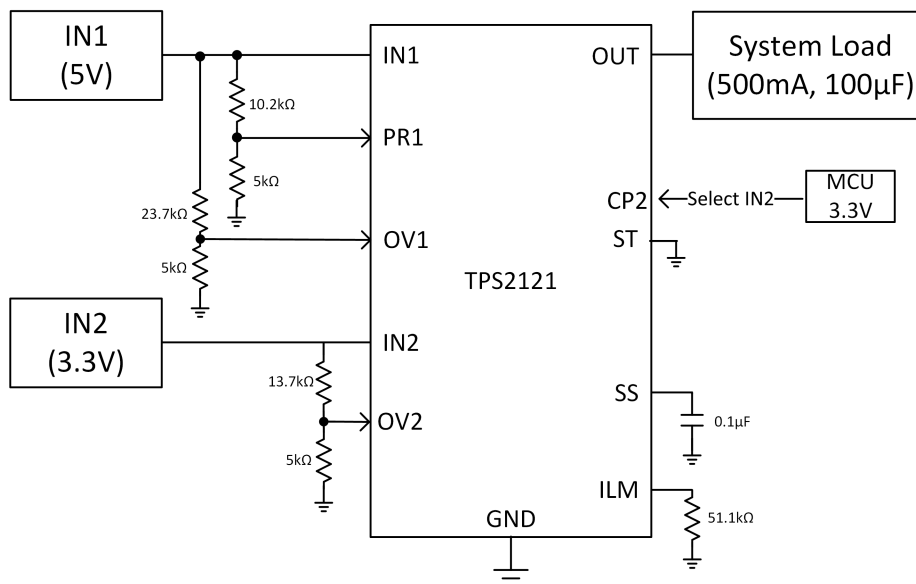 IN1
(5V)
IN1
OUT
System Load
(500mA, 100µF)
10.2kΩ
PR1
5kΩ
23.7kΩ
CP2
Select IN2
MCU
3.3V
OV1
ST
5kΩ
TPS2121
IN2
(3.3V)
IN2
13.7kΩ
OV2
5kΩ
SS
0.1µF
ILM
51.1kΩ
GND